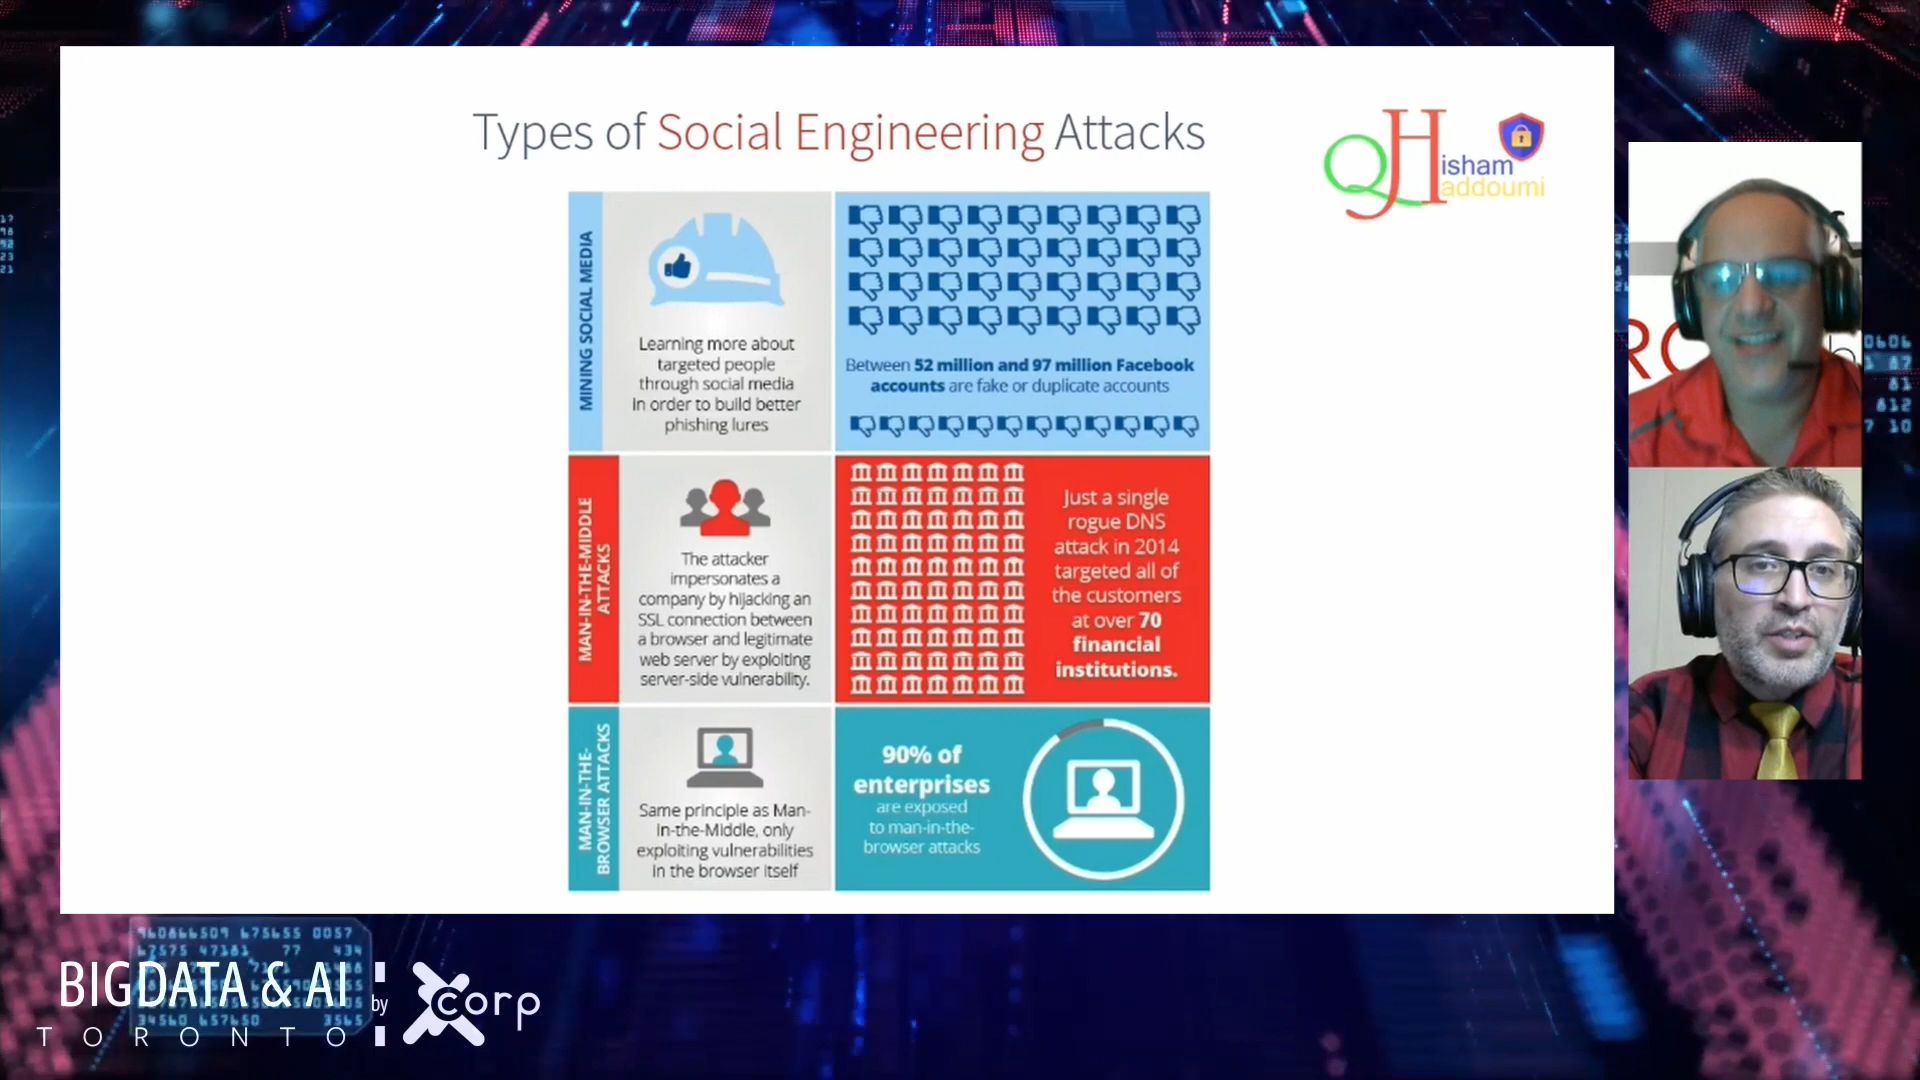 Types of Social Engineering Attacks
QHisham
addoumi
MINING SOCIAL MEDIA
Learning more about
targeted people
through social media
in order to build better
phishing lures
Between 52 million and 97 million Facebook
accounts are fake or duplicate accounts
MAN-IN-THE-MIDDLE
ATTACKS
The attacker
impersonates a
company by hijacking an
SSL connection between
a browser and legitimate
web server by exploiting
server-side vulnerability.
Just a single
rogue DNS
attack in 2014
targeted all of
the customers
at over 70
financial
institutions.
MAN-IN-THE-
BROWSER ATTACKS
Same principle as Man-
in-the-Middle, only
exploiting vulnerabilities
in the browser itself
90% of
enterprises
are exposed
to man-in-the-
browser attacks
BIGDATA & AI
TORONTO
by
corp